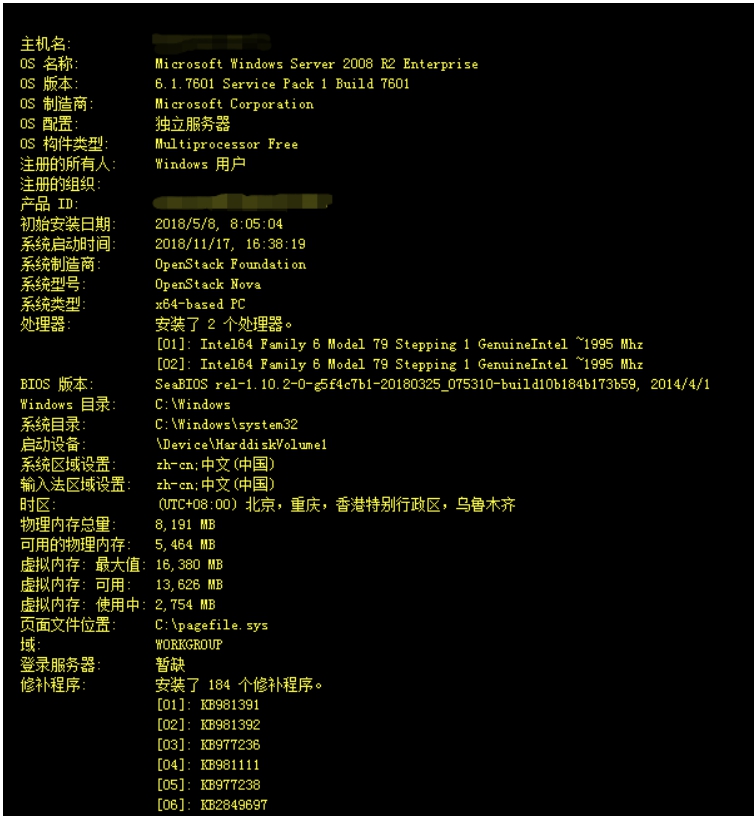 主机名:
OS 名称: Microsoft Windows Server 2008 R2 Enterprise
OS 版本: 6.1.7601 Service Pack 1 Build 7601
OS 制造商: Microsoft Corporation
OS 配置: 独立服务器
OS 构件类型: Multiprocessor Free
注册的所有人: Windows 用户
注册的组织:
产品 ID:
初始安装日期: 2018/5/8, 8:05:04
系统启动时间: 2018/11/17, 16:38:19
系统制造商: OpenStack Foundation
系统型号: OpenStack Nova
系统类型: x64-based PC
处理器: 安装了 2 个处理器。
[01]: Intel64 Family 6 Model 79 Stepping 1 GenuineIntel ~1995 Mhz
[02]: Intel64 Family 6 Model 79 Stepping 1 GenuineIntel ~1995 Mhz
BIOS 版本: SeaBIOS rel-1.10.2-0-g5f4c7b1-20180325_075310-build10b184b173b59, 2014/4/1
Windows 目录: C:\Windows
系统目录: C:\Windows\system32
启动设备: \Device\HarddiskVolume1
系统区域设置: zh-cn;中文(中国)
输入法区域设置: zh-cn;中文(中国)
时区: (UTC+08:00) 北京，重庆，香港特别行政区，乌鲁木齐
物理内存总量: 8,191 MB
可用的物理内存: 5,464 MB
虚拟内存: 最大值: 16,380 MB
虚拟内存: 可用: 13,626 MB
虚拟内存: 使用中: 2,754 MB
页面文件位置: C:\pagefile.sys
域: WORKGROUP
登录服务器: 暂缺
修补程序: 安装了 184 个修补程序。
[01]: KB981391
[02]: KB981392
[03]: KB977236
[04]: KB981111
[05]: KB977238
[06]: KB2849697